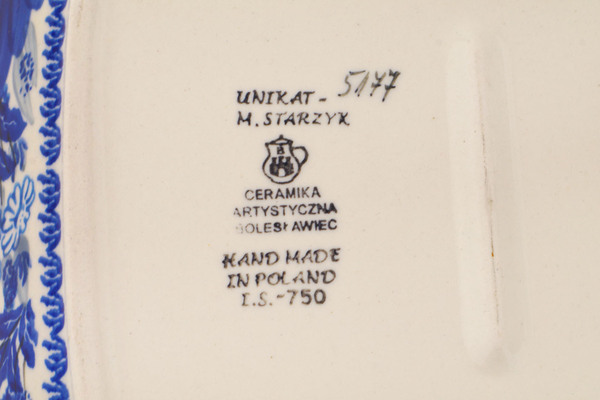 UNIKAT - 5177
M. STARZYK
B
CERAMIKA
ARTYSTYCZNA
BOLESŁAWIEC
HAND MADE
IN POLAND
I.S.-750